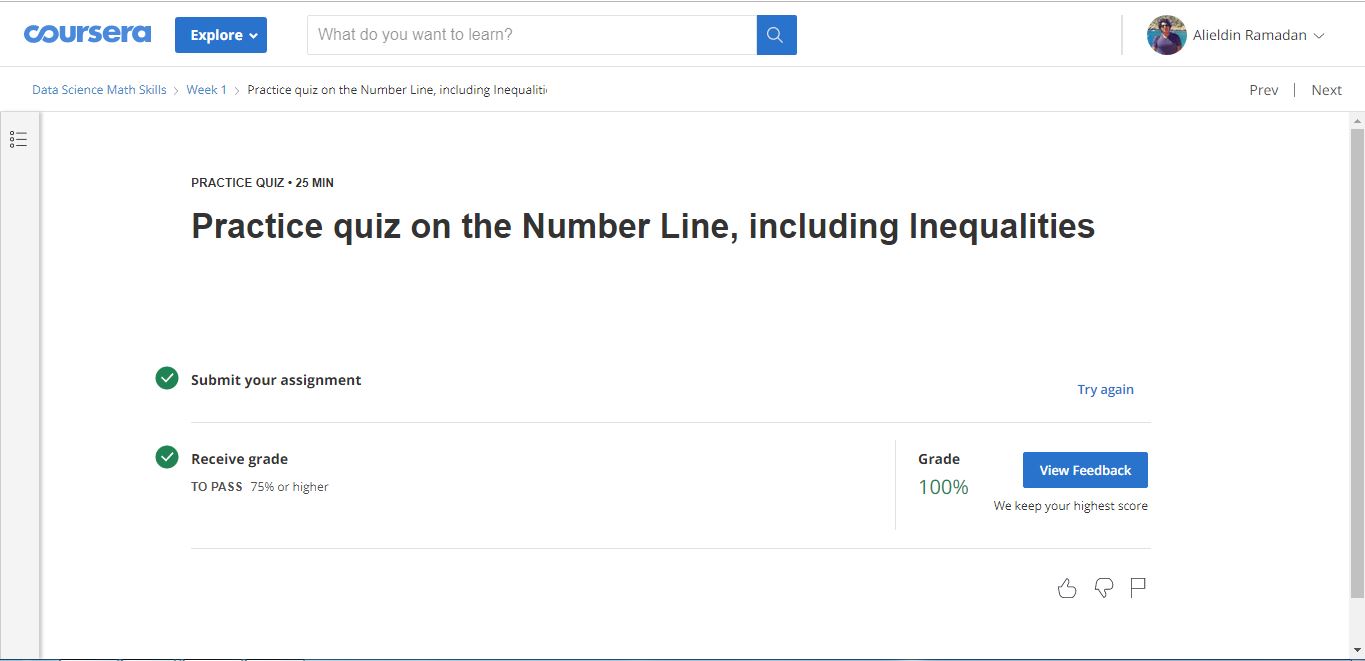 coursera Explore What do you want to learn? Alieldin Ramadan
Data Science Math Skills > Week 1 > Practice quiz on the Number Line, including Inequaliti
Prev | Next
PRACTICE QUIZ • 25 MIN
Practice quiz on the Number Line, including Inequalities
Submit your assignment
Try again
Receive grade
TO PASS 75% or higher
Grade
100%
View Feedback
We keep your highest score